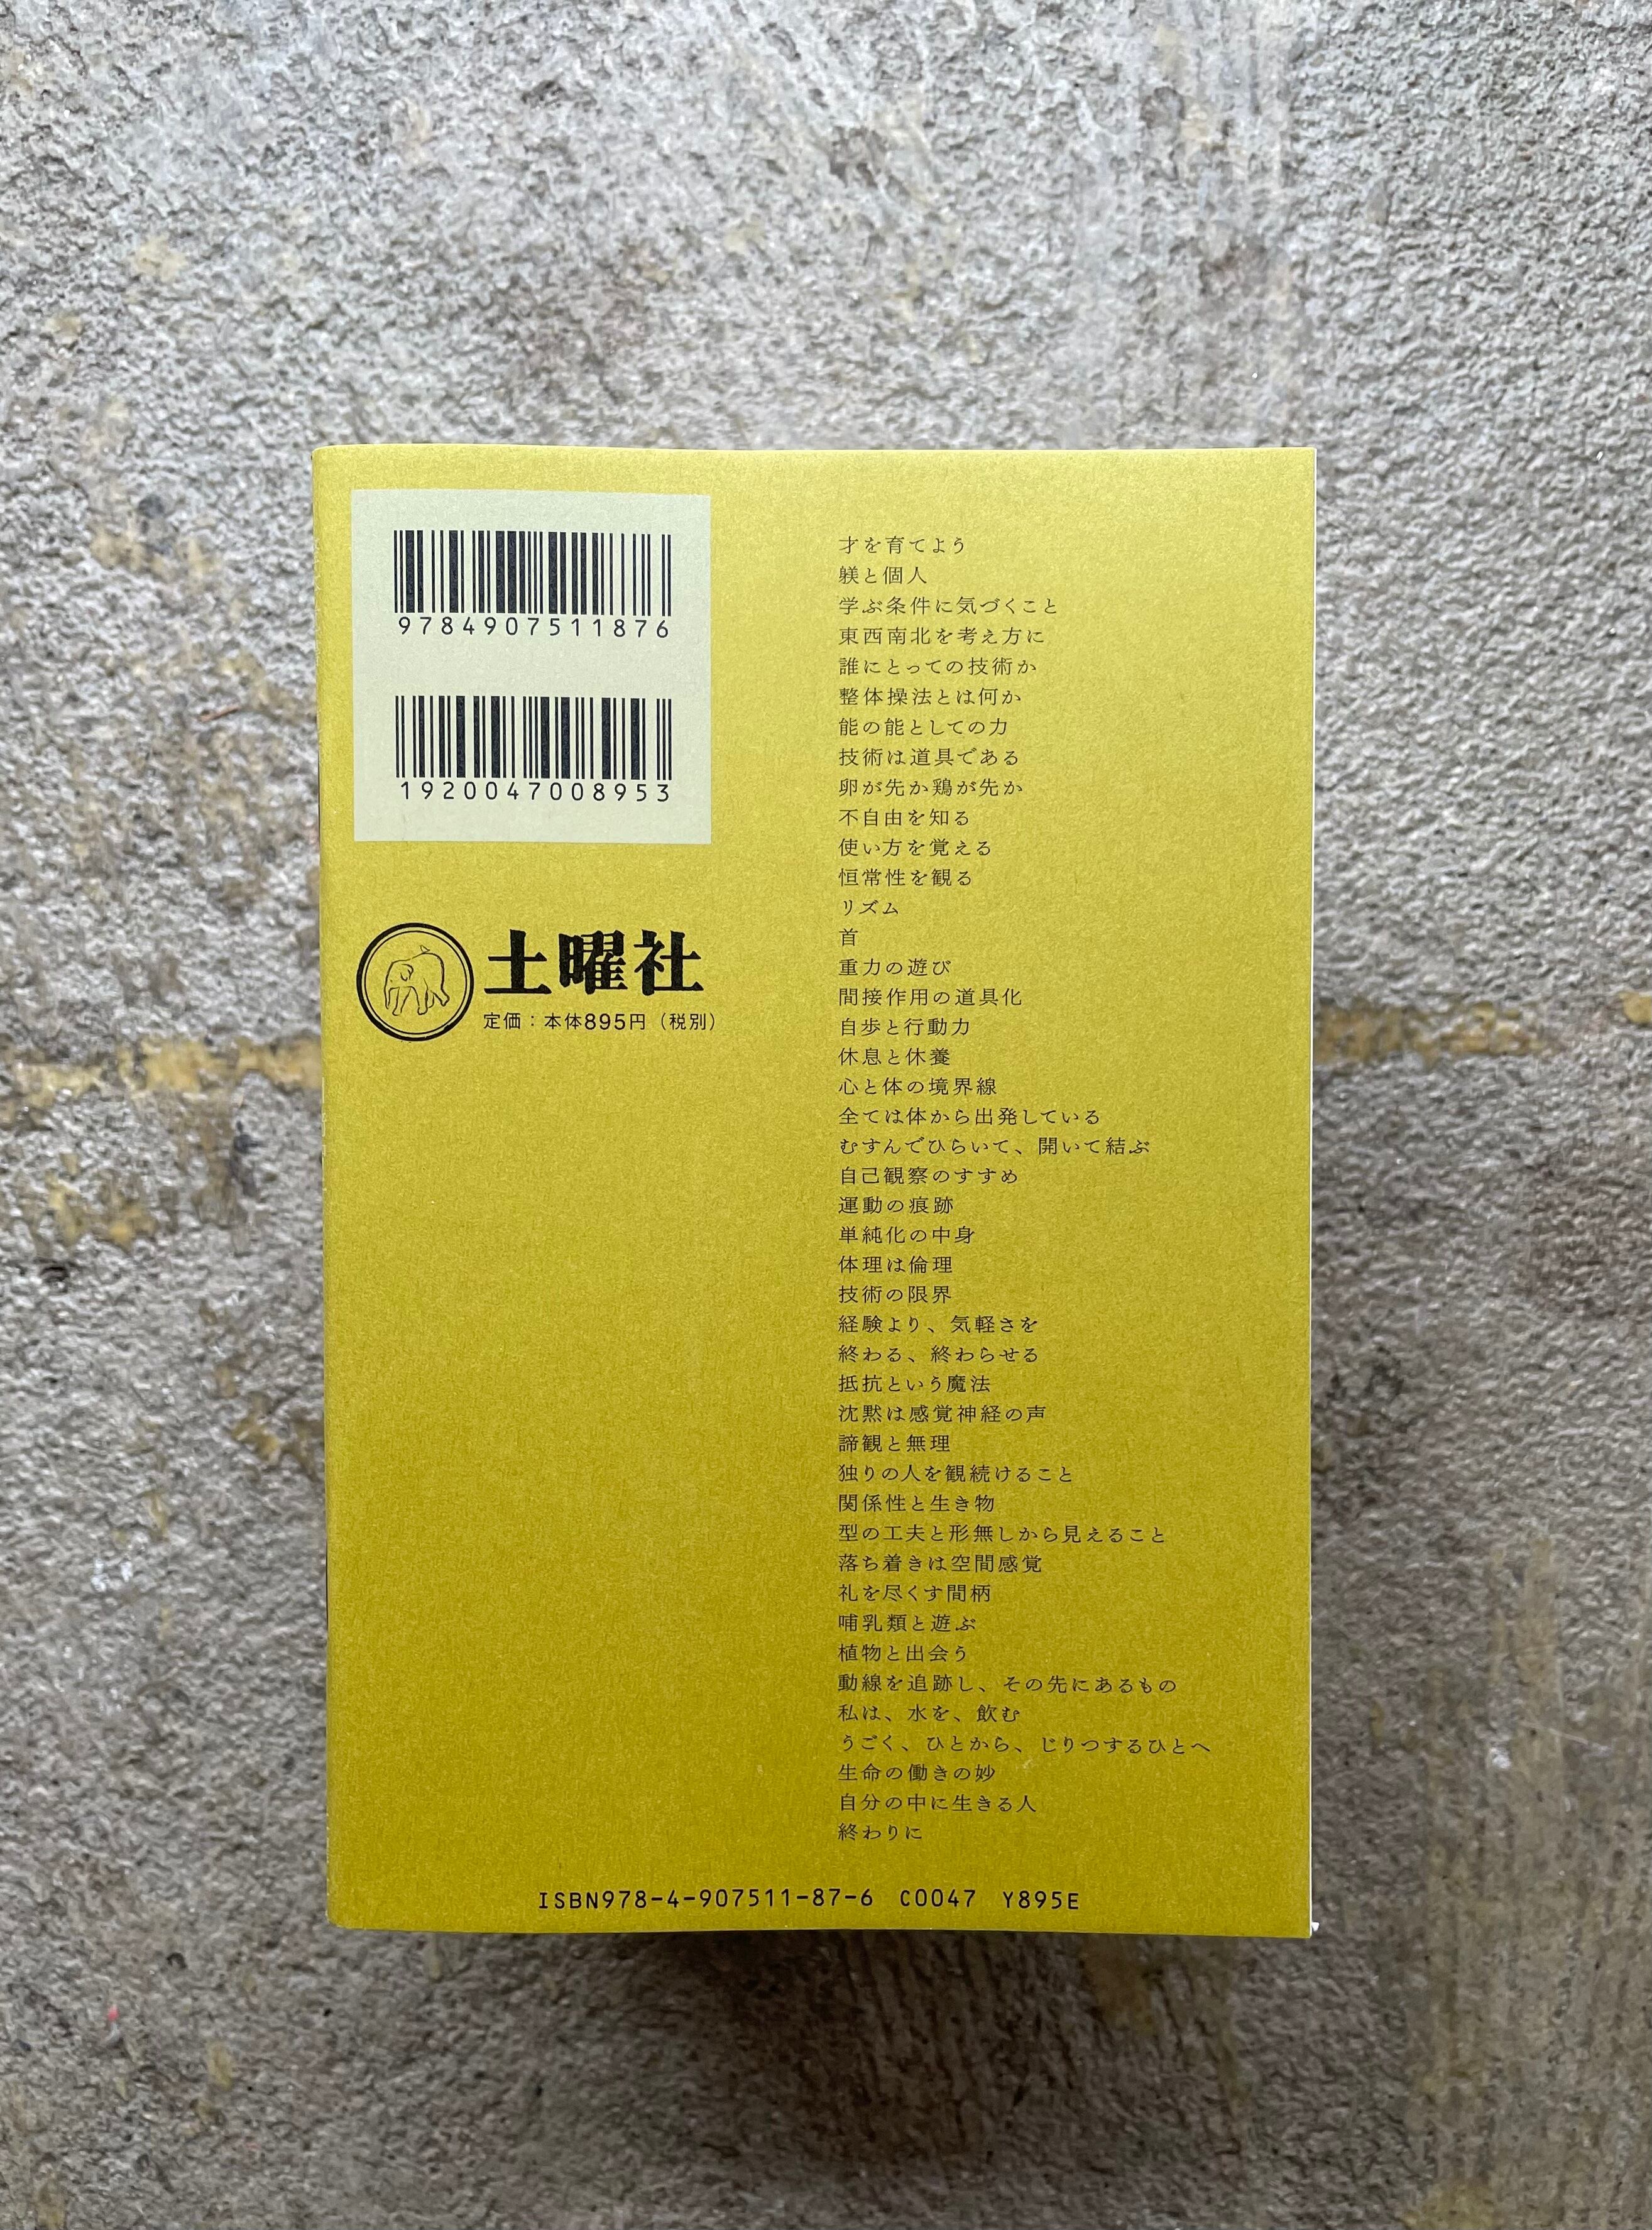 9784907511876
1920047008953
土曜社
定価：本体895円（税別）
才を育てよう
躾と個人
学ぶ条件に気づくこと
東西南北を考え方に
誰にとっての技術か
整体操法とは何か
能の能としての力
技術は道具である
卵が先か鶏が先か
不自由を知る
使い方を覚える
恒常性を観る
リズム
首
重力の遊び
間接作用の道具化
自歩と行動力
休息と休養
心と体の境界線
全ては体から出発している
むすんでひらいて、開いて結ぶ
自己観察のすすめ
運動の痕跡
単純化の中身
体理は倫理
技術の限界
経験より、気軽さを
終わる、終わらせる
抵抗という魔法
沈黙は感覚神経の声
諦観と無理
独りの人を観続けること
関係性と生き物
型の工夫と形無しから見えること
落ち着きは空間感覚
礼を尽くす間柄
哺乳類と遊ぶ
植物と出会う
動線を追跡し、その先にあるもの
私は、水を、飲む
うごく、ひとから、じりつするひとへ
生命の働きの妙
自分の中に生きる人
終わりに
ISBN978-4-907511-87-6 C0047 Y895E